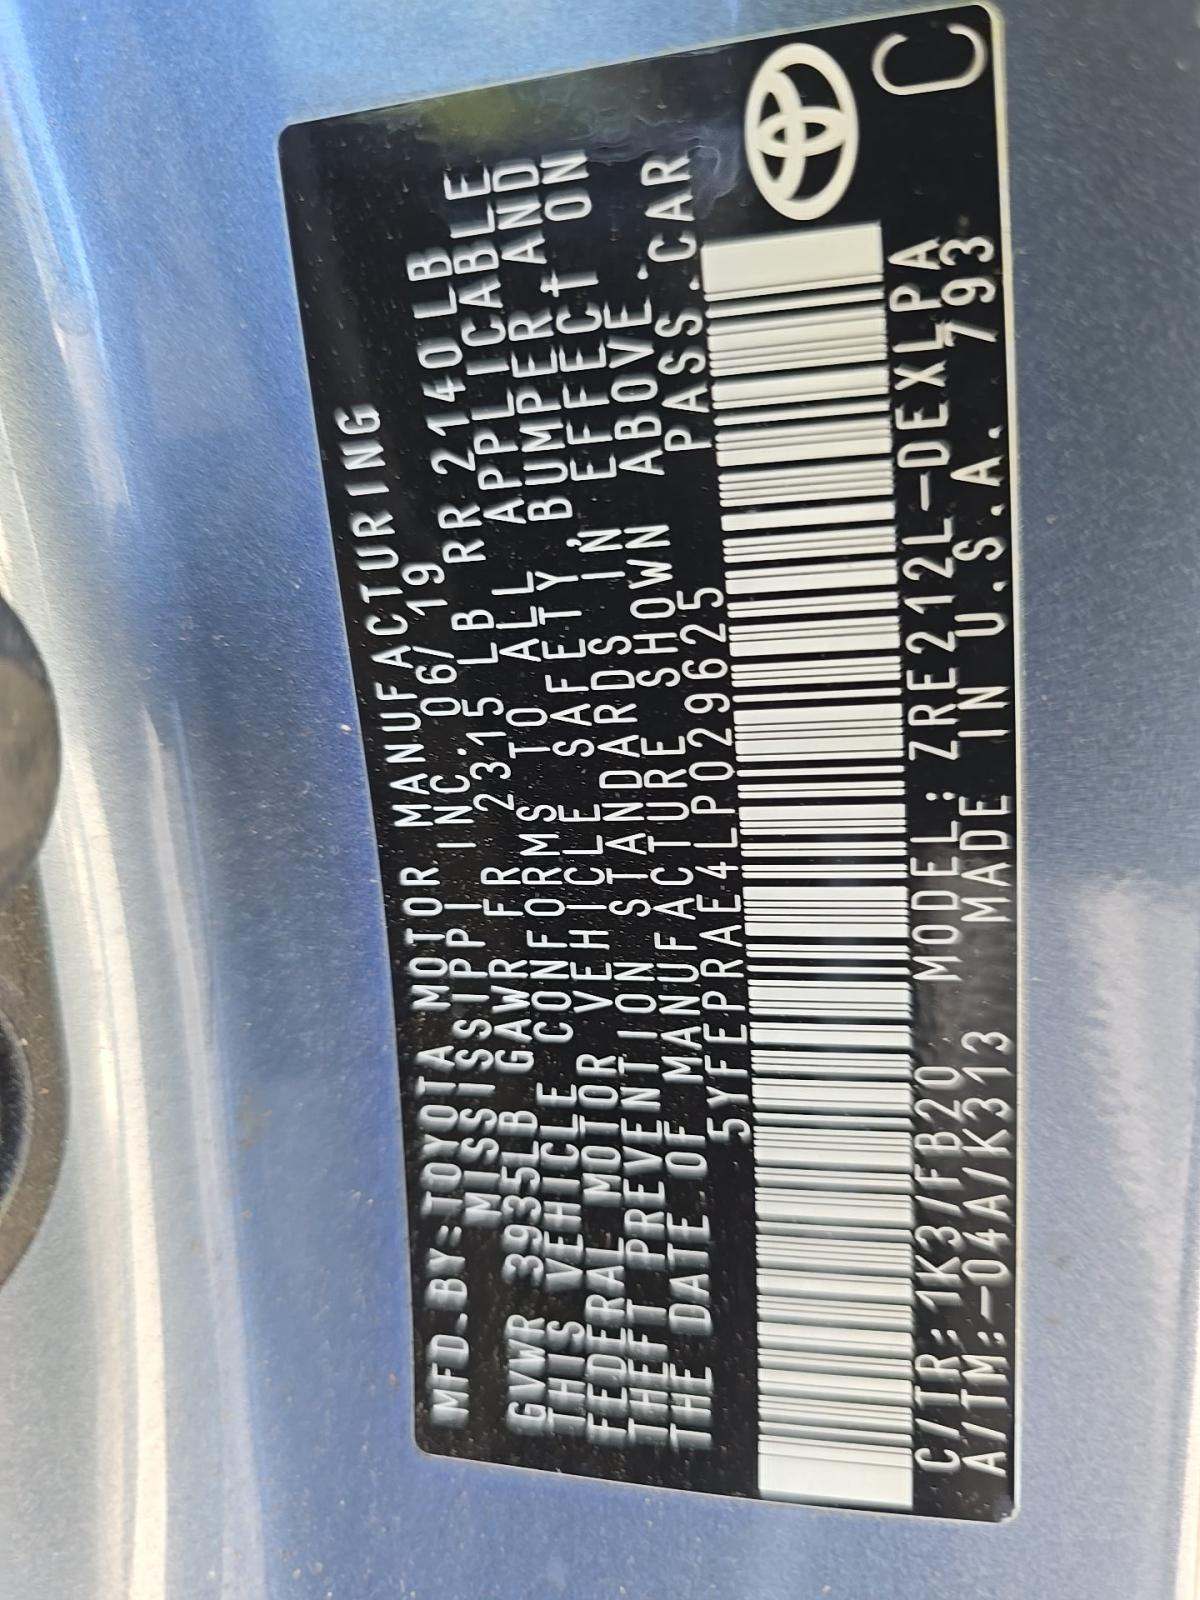 MFD. BY: TOYOTA MOTOR MANUFACTURING
MISSISSIPPI INC. 06/19
GVWR 3935LB GAWR FR 2315 LB RR 2140LB
THIS VEHICLE CONFORMS TO ALL APPLICABLE
FEDERAL MOTOR VEHICLE SAFETY, BUMPER, AND
THEFT PREVENTION STANDARDS IN EFFECT ON
THE DATE OF MANUFACTURE SHOWN ABOVE.
5YFEPRAE4LP029625 PASS. CAR
C/TR: 1K3/FB20 MODEL: ZRE212L-DEXLPA C
A/TM: -04A/K313 MADE IN U.S.A. 793